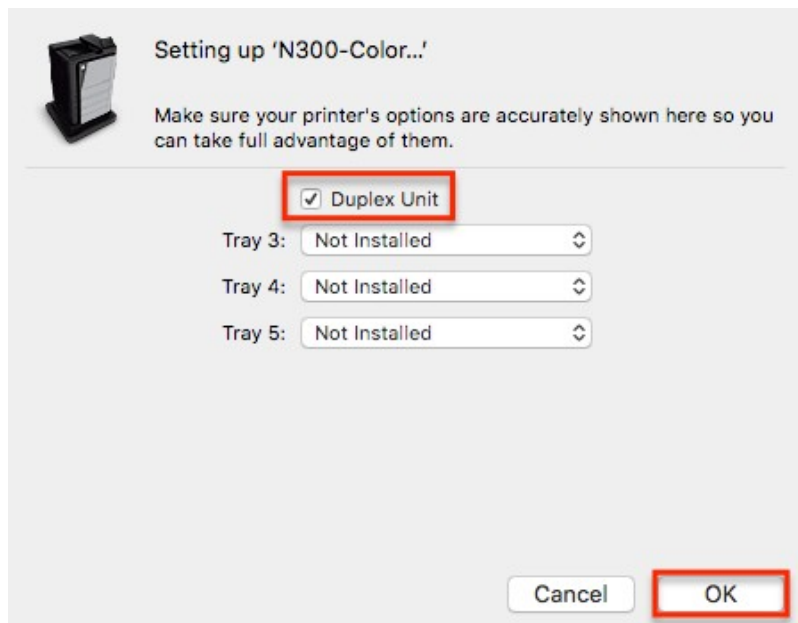 Setting up ‘N300-Color...’
Make sure your printer's options are accurately shown here so you
can take full advantage of them.
Duplex Unit
Tray 3: Not Installed
Tray 4: Not Installed
Tray 5: Not Installed
Cancel OK